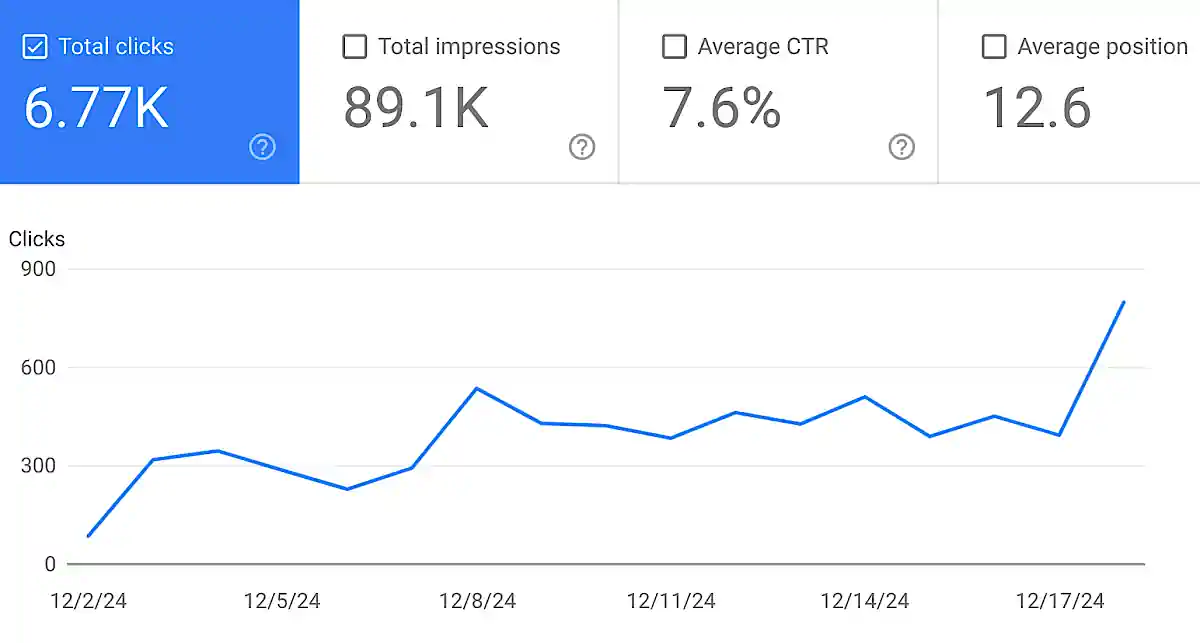 Total clicks
6.77K
Total impressions
89.1K
Average CTR
7.6%
Average position
12.6
Clicks
900
600
300
0
12/2/24 12/5/24 12/8/24 12/11/24 12/14/24 12/17/24